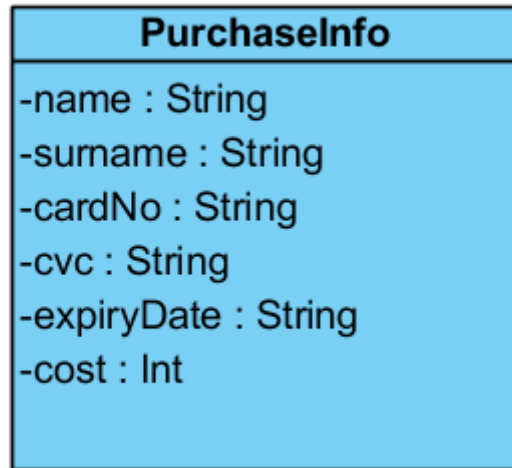 PurchaseInfo
-name : String
-surname : String
-cardNo : String
-cvc : String
-expiryDate : String
-cost : Int